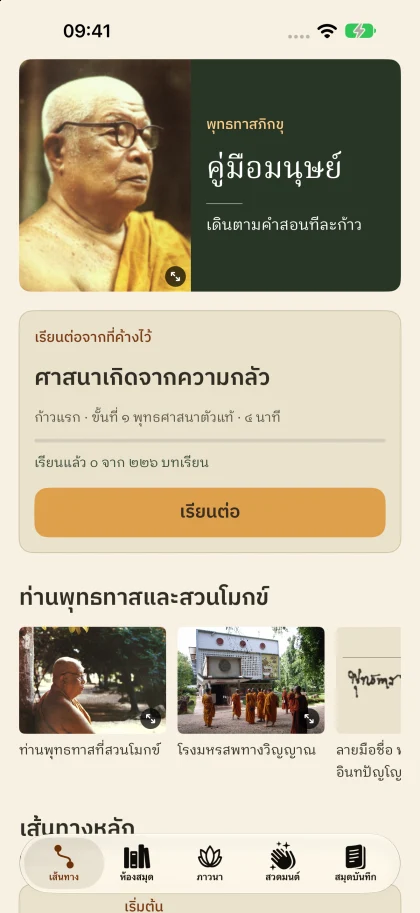 09:41
พุทธทาสภิกขุ
คู่มือมนุษย์
เดินตามคำสอนทีละก้าว
เรียนต่อจากที่ค้างไว้
ศาสนาเกิดจากความกลัว
ก้าวแรก · ขั้นที่ ๑ พุทธศาสนาตัวแท้ · ๔ นาที
เรียนแล้ว ๐ จาก ๒๒๖ บทเรียน
เรียนต่อ
ท่านพุทธทาสและสวนโมกข์
ท่านพุทธทาสที่สวนโมกข์
โรงมหรสพทางวิญญาณ
ลายมือชื่อ
อินทปัญโญ
เส้นทางหลัก
เส้นทาง
ห้องสมุด
ภาวนา
สวดมนต์
สมุดบันทึก
เริ่มต้น